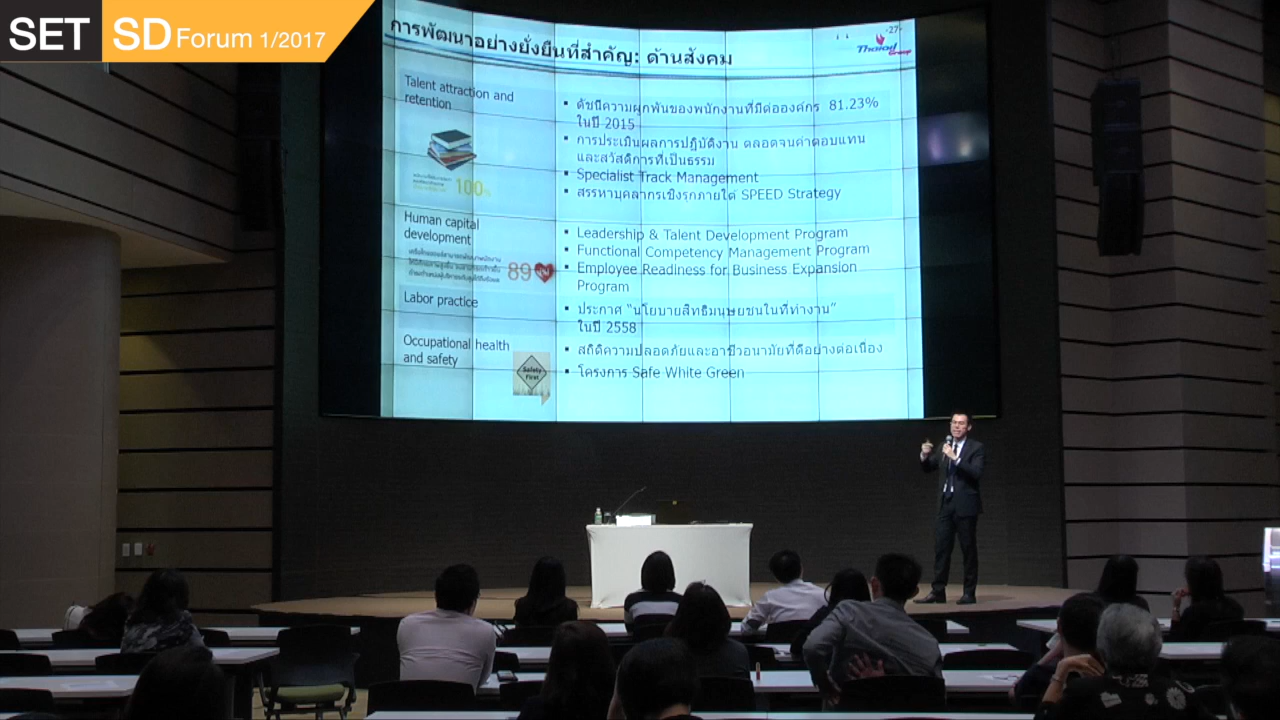 SET SD Forum 1/2017
การพัฒนาอย่างยั่งยืนที่สำคัญ: ด้านสังคม
-27-
Thaioil
Group
Talent attraction and
retention
100%
▪ ดัชนีความผูกพันของพนักงานที่มีต่อองค์กร 81.23%
ในปี 2015
▪ การประเมินผลการปฏิบัติงาน ตลอดจนค่าตอบแทน
และสวัสดิการที่เป็นธรรม
▪ Specialist Track Management
▪ สรรหาบุคลากรเชิงรุกภายใต้ SPEED Strategy
Human capital
development
89
▪ Leadership & Talent Development Program
▪ Functional Competency Management Program
▪ Employee Readiness for Business Expansion
Program
Labor practice
▪ ประกาศ “นโยบายสิทธิมนุษยชนในที่ทำงาน”
ในปี 2558
Occupational health
and safety
Safety
First
▪ สถิติความปลอดภัยและอาชีวอนามัยที่ดีอย่างต่อเนื่อง
▪ โครงการ Safe White Green